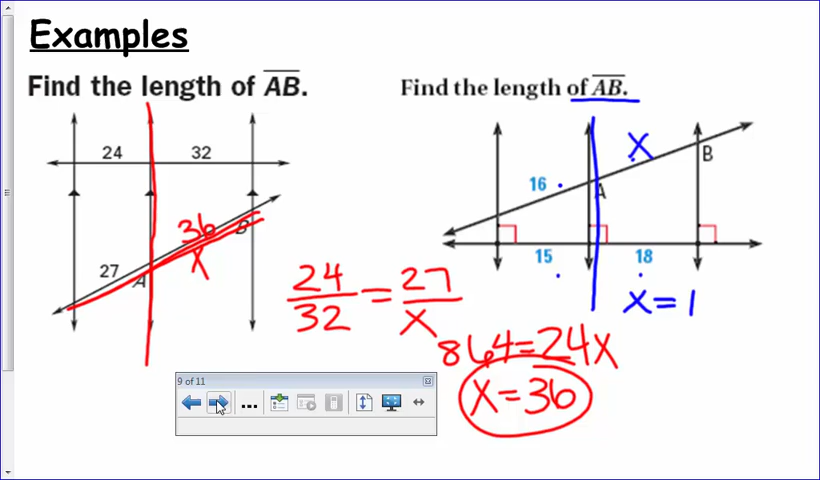 Examples
Find the length of AB.
24
32
36
B
X
27
A
24/32 = 27/X
864=24X
X=36
Find the length of AB.
X
B
16
A
15
18
X=1
9 of 11
...